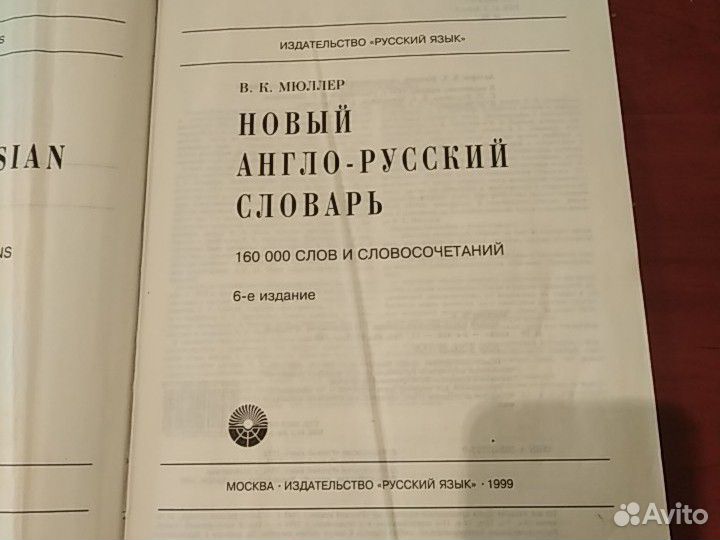 SIAN
NS
ИЗДАТЕЛЬСТВО «РУССКИЙ ЯЗЫК»
В. К. МЮЛЛЕР
НОВЫЙ
АНГЛО-РУССКИЙ
СЛОВАРЬ
160 000 СЛОВ И СЛОВОСОЧЕТАНИЙ
6-е издание
МОСКВА · ИЗДАТЕЛЬСТВО «РУССКИЙ ЯЗЫК» · 1999
Avito